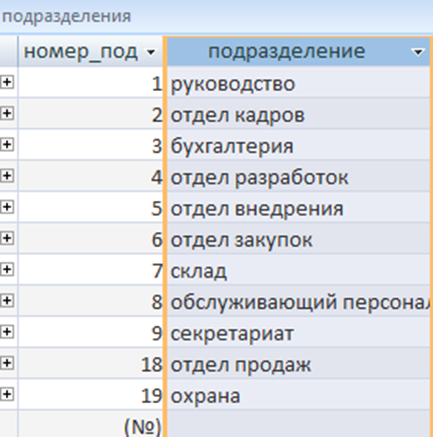 подразделения
номер_под подразделение
1 руководство
2 отдел кадров
3 бухгалтерия
4 отдел разработок
5 отдел внедрения
6 отдел закупок
7 склад
8 обслуживающий персонал
9 секретариат
18 отдел продаж
19 охрана
(№)